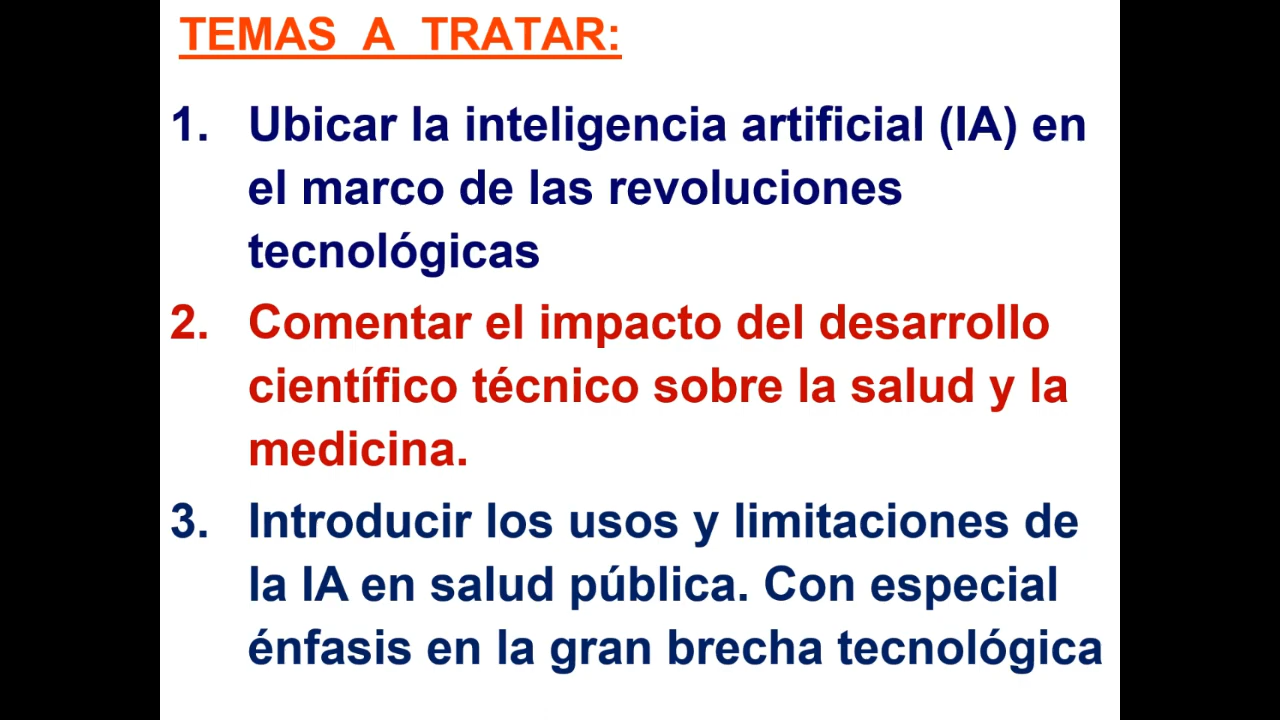 TEMAS A TRATAR:
1. Ubicar la inteligencia artificial (IA) en
el marco de las revoluciones
tecnológicas
2. Comentar el impacto del desarrollo
científico técnico sobre la salud y la
medicina.
3. Introducir los usos y limitaciones de
la IA en salud pública. Con especial
énfasis en la gran brecha tecnológica